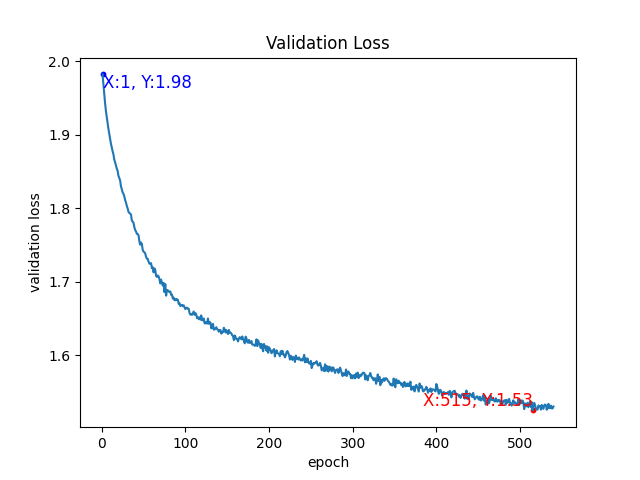 Validation Loss
2.0
1.9
1.8
1.7
1.6
validation loss
X:1, Y:1.98
X:515, Y:1.53
0 100 200 300 400 500
epoch